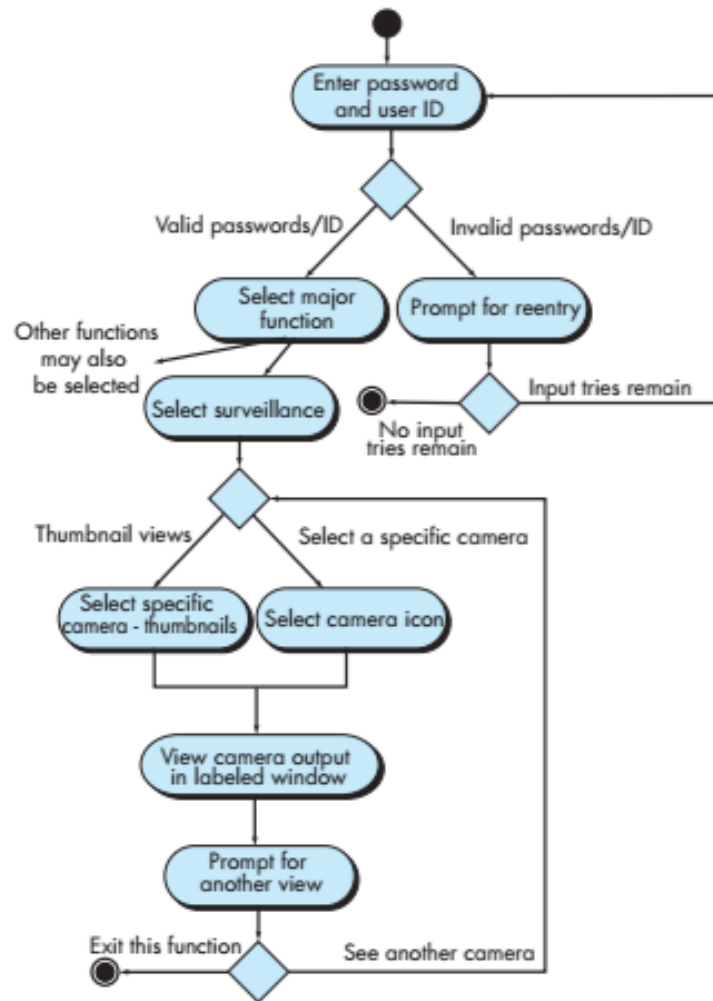 Enter password
and user ID
Valid passwords/ID
Invalid passwords/ID
Select major
function
Prompt for reentry
Other functions
may also
be selected
Input tries remain
Select surveillance
No input
tries remain
Thumbnail views
Select a specific camera
Select specific
camera - thumbnails
Select camera icon
View camera output
in labeled window
Prompt for
another view
Exit this function
See another camera